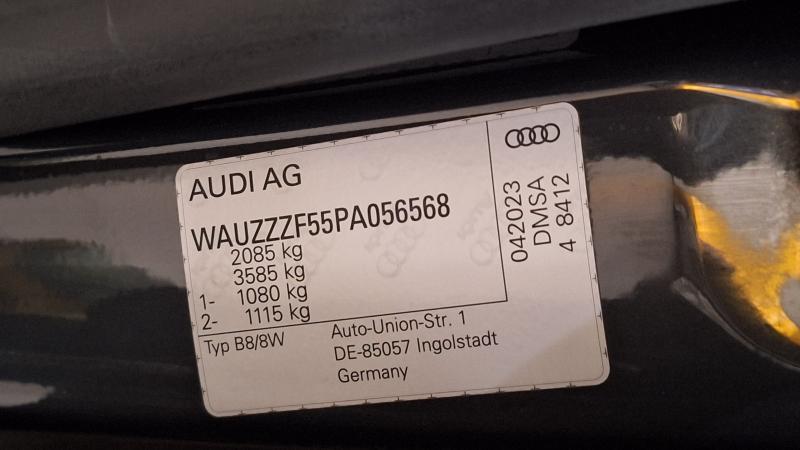 AUDI AG
WAUZZZF55PA056568
2085 kg
3585 kg
1- 1080 kg
2- 1115 kg
Typ B8/8W
Auto-Union-Str. 1
DE-85057 Ingolstadt
Germany
042023
DMSA
4 8412